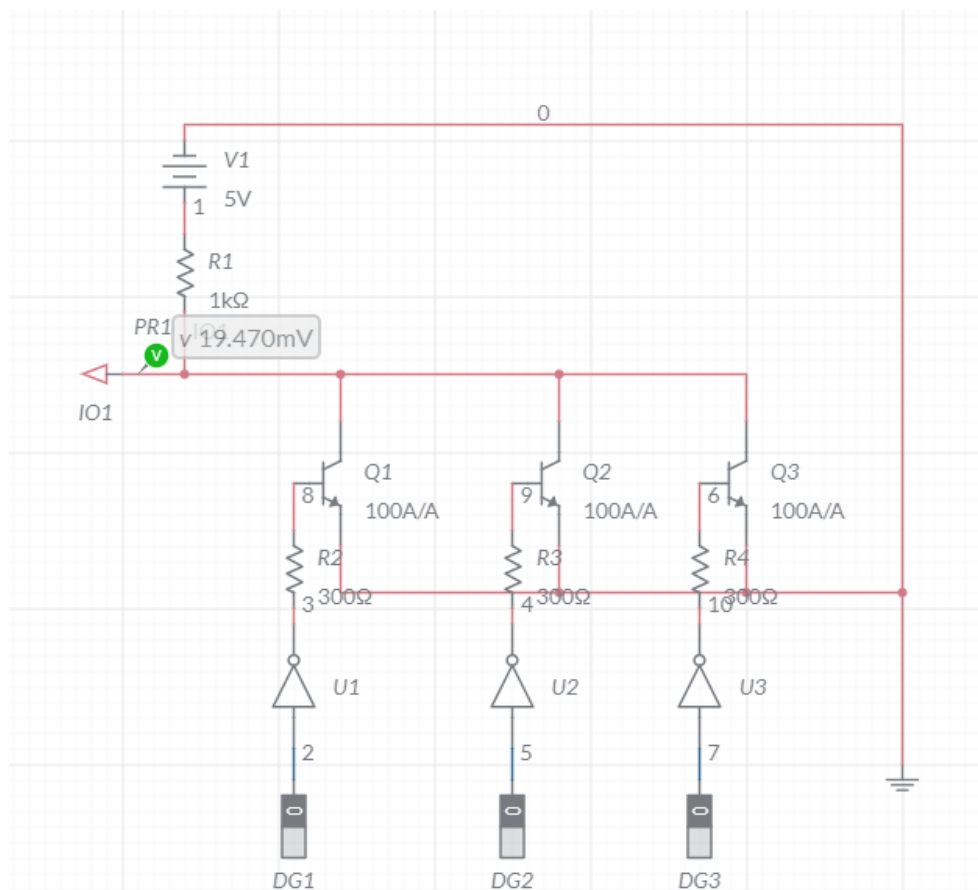 0
V1
5V
1
R1
1kΩ
PR1
v 19.470mV
IO1
V
IO1
Q1
Q2
Q3
8
9
6
100A/A
100A/A
100A/A
R2
R3
R4
3
300Ω
4
300Ω
10
300Ω
U1
U2
U3
2
5
7
0
0
0
DG1
DG2
DG3